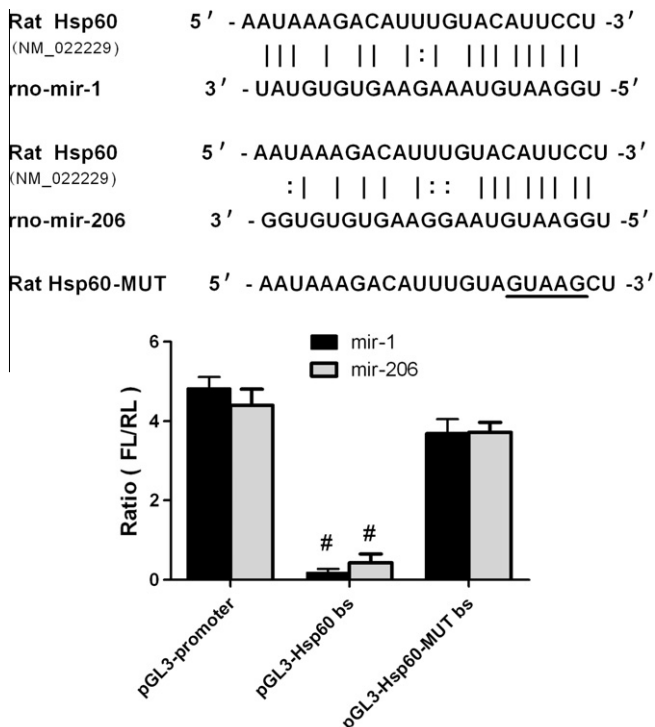 Rat Hsp60 5' - AAUAAAGACAUUUGUACAUUCCU -3'
(NM_022229)
||| | || |:| |||| ||
rno-mir-1 3' - UAUGUGUGAAGAAAUGUAAGGU -5'
Rat Hsp60 5' - AAUAAAGACAUUUGUACAUUCCU -3'
(NM_022229)
:| | | | |:: |||||| ||
rno-mir-206 3' - GGUGUGUGAAGGAAUGUAAGGU -5'
Rat Hsp60-MUT 5' - AAUAAAGACAUUUGUAGUAAGCU -3'
mir-1
mir-206
Ratio ( FL/RL )
6
4
2
0
# #
pGL3-promoter
pGL3-Hsp60 bs
pGL3-Hsp60-MUT bs